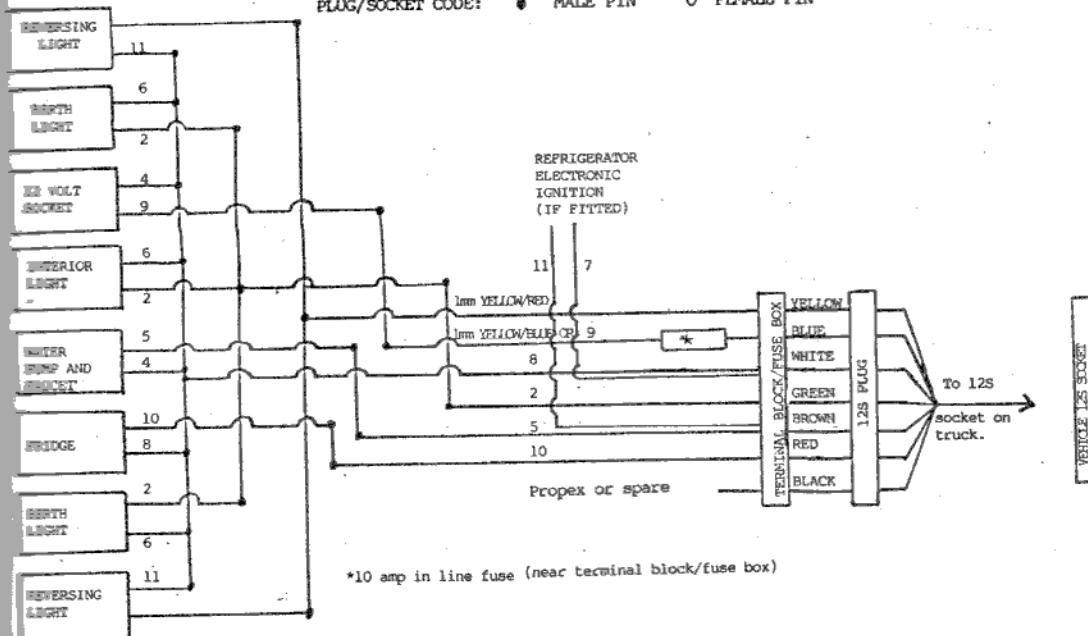 PLUG/SOCKET CODE: MALE PIN O FEMALE PIN
REVERSING
LIGHT
11
BERTH
LIGHT
6
2
12 VOLT
SOCKET
4
9
INTERIOR
LIGHT
6
2
WATER
PUMP AND
FAUCET
5
4
FRIDGE
10
8
BERTH
LIGHT
2
6
REVERSING
LIGHT
11
REFRIGERATOR
ELECTRONIC
IGNITION
(IF FITTED)
11
7
1mm YELLOW/RED
1mm YELLOW/BLUE OR 9
*
8
2
5
10
Propex or spare
TERMINAL BLOCK/FUSE BOX
YELLOW
BLUE
WHITE
GREEN
BROWN
RED
BLACK
12S PLUG
To 12S
socket on
truck.
VEHICLE 12S SOCKET
*10 amp in line fuse (near terminal block/fuse box)